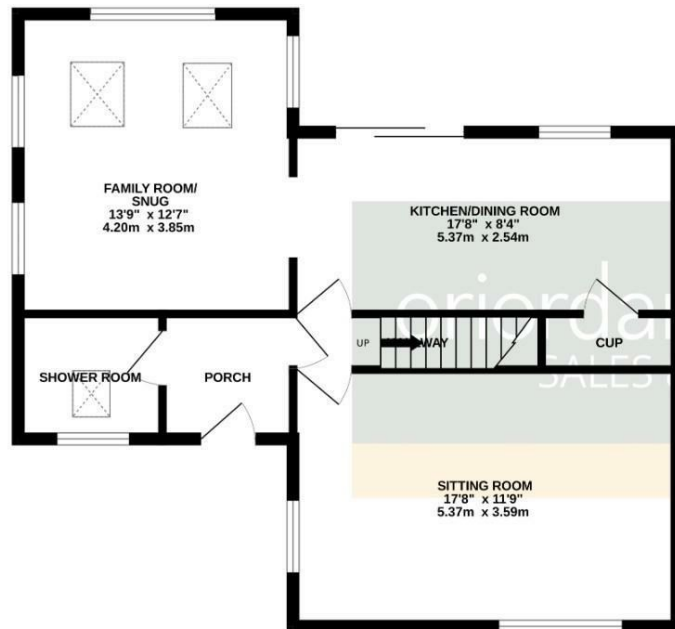 FAMILY ROOM/
SNUG
13'9" x 12'7"
4.20m x 3.85m
KITCHEN/DINING ROOM
17'8" x 8'4"
5.37m x 2.54m
UP
CUP
SHOWER ROOM
PORCH
SALES
SITTING ROOM
17'8" x 11'9"
5.37m x 3.59m